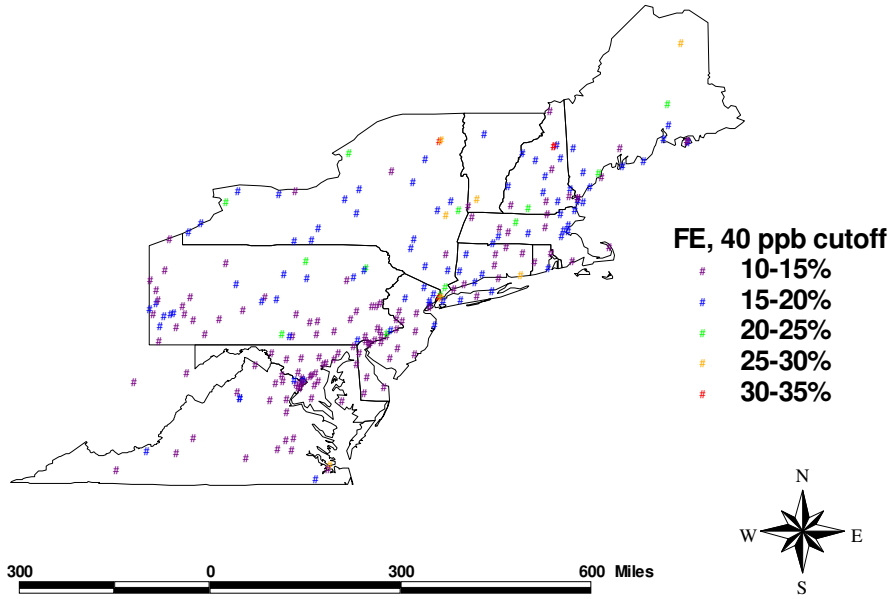 FE, 40 ppb cutoff
# 10-15%
# 15-20%
# 20-25%
# 25-30%
# 30-35%
N
W E
S
300 0 300 600 Miles